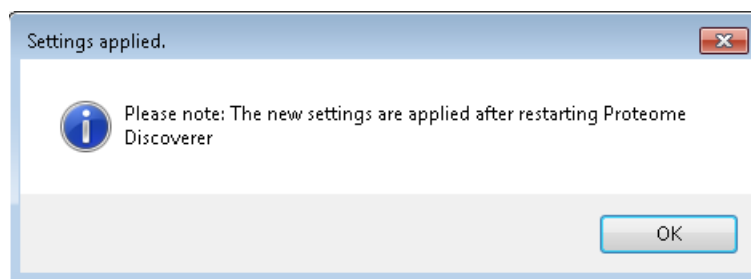 Settings applied.
Please note: The new settings are applied after restarting Proteome
Discoverer
OK